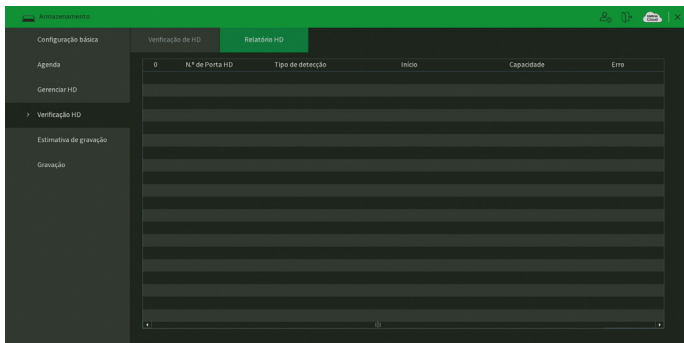 Armazenamento
Configuração básica
Agenda
Gerenciar HD
> Verificação HD
Estimativa de gravação
Gravação
Verificação de HD
Relatório HD
0 N.º de Porta HD Tipo de detecção Início Capacidade Erro